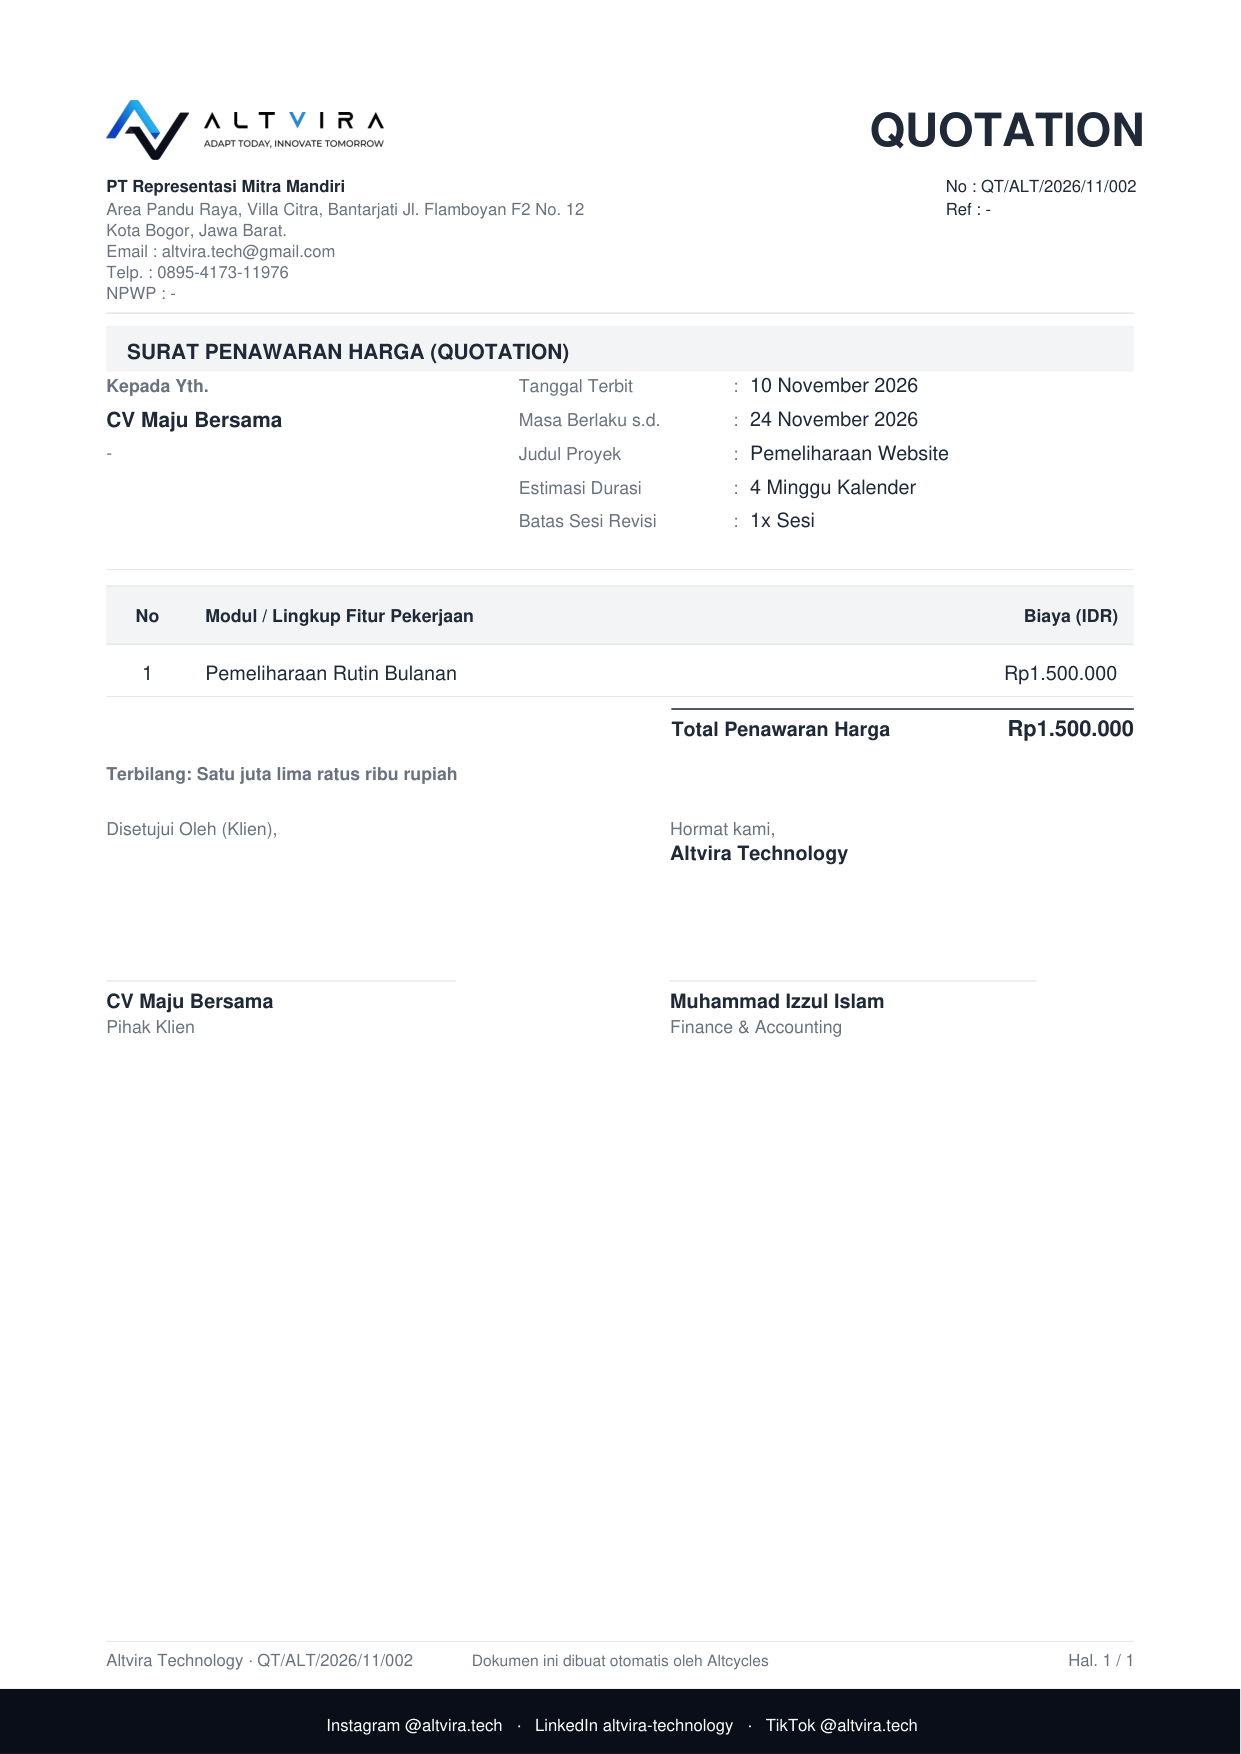 ALTVIRA
ADAPT TODAY, INNOVATE TOMORROW
QUOTATION
PT Representasi Mitra Mandiri
Area Pandu Raya, Villa Citra, Bantarjati Jl. Flamboyan F2 No. 12
Kota Bogor, Jawa Barat.
Email : altvira.tech@gmail.com
Telp. : 0895-4173-11976
NPWP : -
No : QT/ALT/2026/11/002
Ref : -
SURAT PENAWARAN HARGA (QUOTATION)
Kepada Yth.
CV Maju Bersama
-
Tanggal Terbit : 10 November 2026
Masa Berlaku s.d. : 24 November 2026
Judul Proyek : Pemeliharaan Website
Estimasi Durasi : 4 Minggu Kalender
Batas Sesi Revisi : 1x Sesi
No Modul / Lingkup Fitur Pekerjaan Biaya (IDR)
1 Pemeliharaan Rutin Bulanan Rp1.500.000
Total Penawaran Harga Rp1.500.000
Terbilang: Satu juta lima ratus ribu rupiah
Disetujui Oleh (Klien),
CV Maju Bersama
Pihak Klien
Hormat kami,
Altvira Technology
Muhammad Izzul Islam
Finance & Accounting
Altvira Technology · QT/ALT/2026/11/002 Dokumen ini dibuat otomatis oleh Altcycles Hal. 1 / 1
Instagram @altvira.tech · LinkedIn altvira-technology · TikTok @altvira.tech